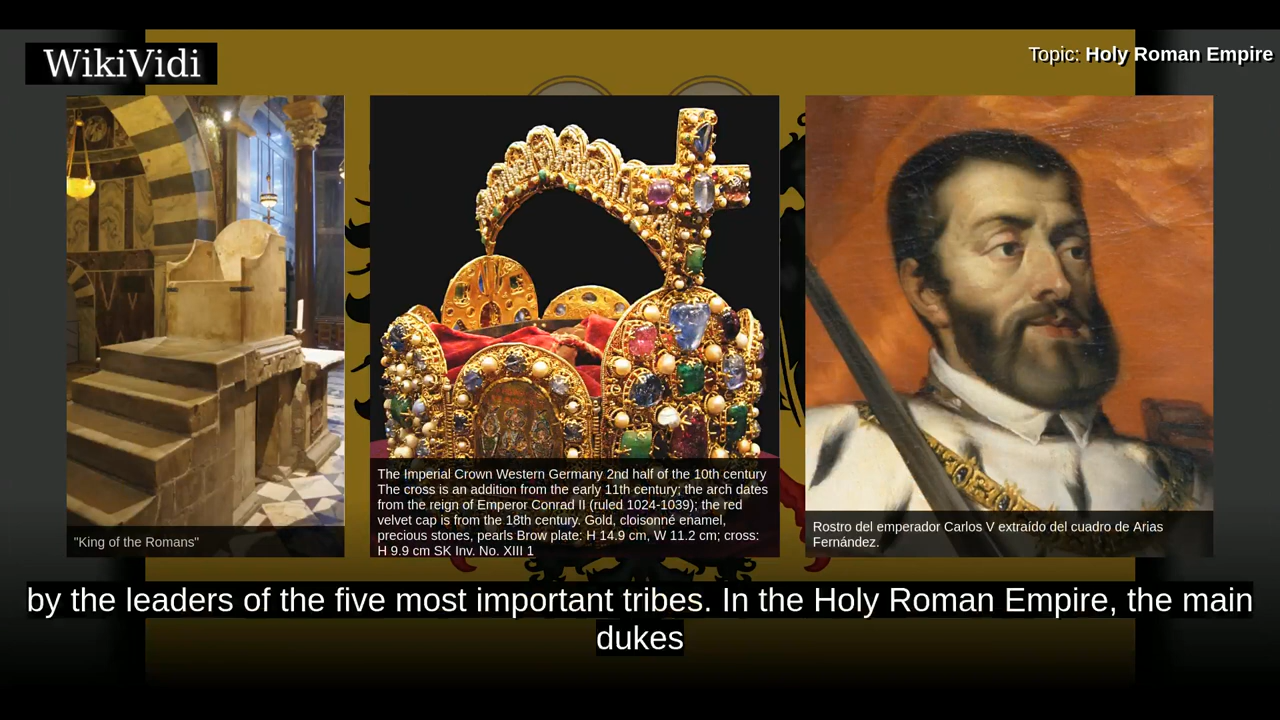 WikiVidi
Topic: Holy Roman Empire
"King of the Romans"
The Imperial Crown Western Germany 2nd half of the 10th century
The cross is an addition from the early 11th century; the arch dates
from the reign of Emperor Conrad II (ruled 1024-1039); the red
velvet cap is from the 18th century. Gold, cloisonné enamel,
precious stones, pearls Brow plate: H 14.9 cm, W 11.2 cm; cross:
H 9.9 cm SK Inv. No. XIII 1
Rostro del emperador Carlos V extraído del cuadro de Arias
Fernández.
by the leaders of the five most important tribes. In the Holy Roman Empire, the main
dukes